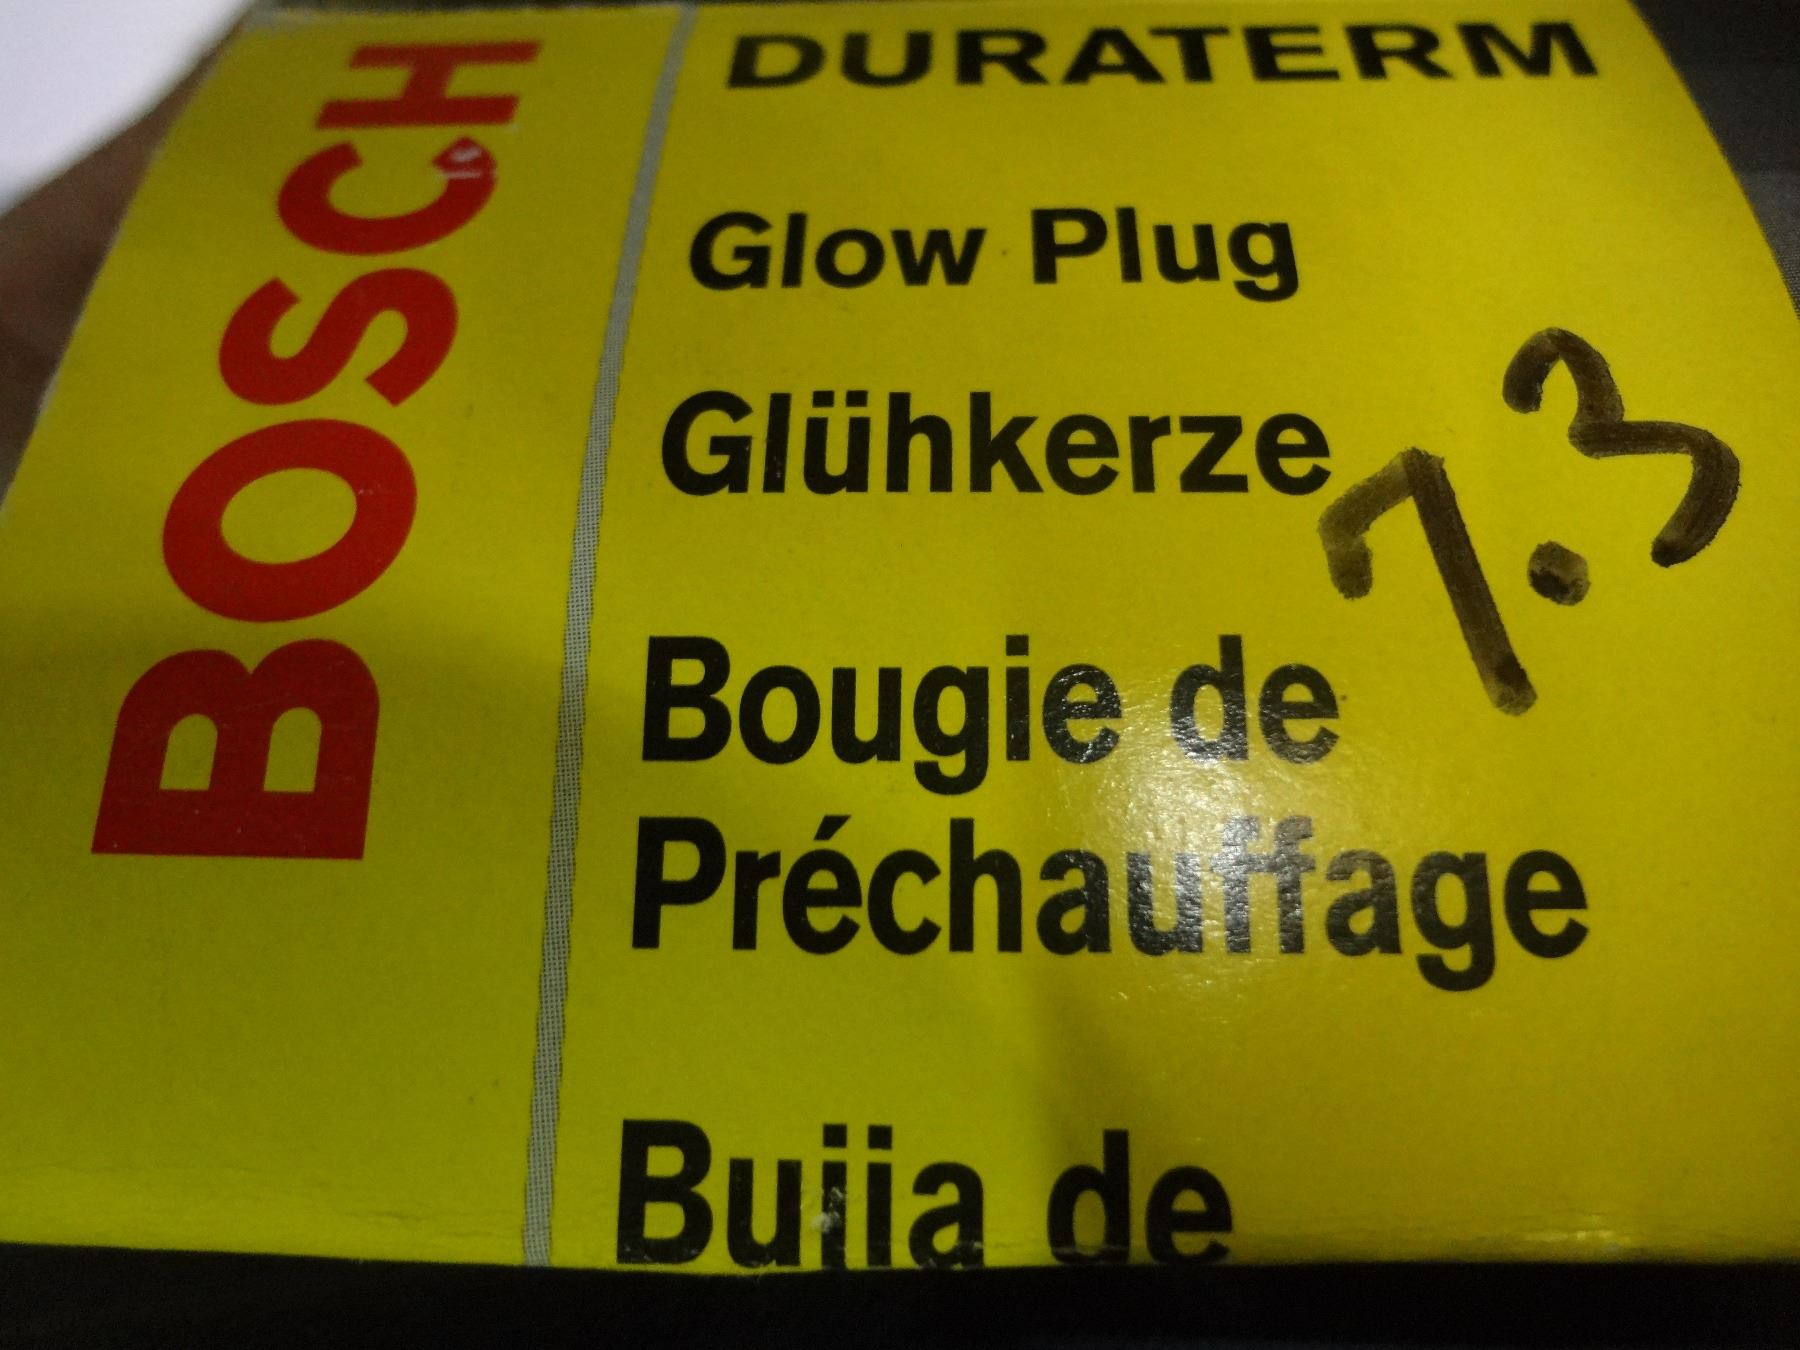 BOSCH
DURATERM
Glow Plug
Glühkerze
7.3
Bougie de
Préchauffage
Bujia de